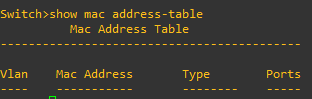 Switch>show mac address-table
Mac Address Table
-------------------------------------------
Vlan Mac Address Type Ports
---- ----------- -------- -----